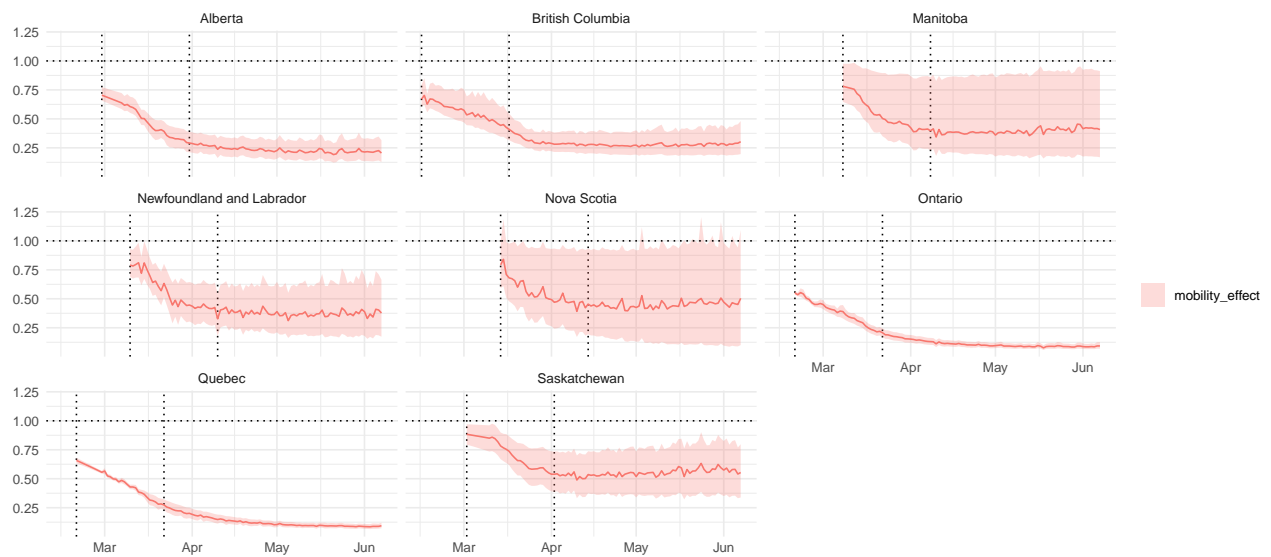 Alberta
British Columbia
Manitoba
1.25
1.00
0.75
0.50
0.25
Newfoundland and Labrador
Nova Scotia
Ontario
1.25
1.00
0.75
0.50
0.25
mobility_effect
Mar Apr May Jun
Quebec
Saskatchewan
1.25
1.00
0.75
0.50
0.25
Mar Apr May Jun
Mar Apr May Jun